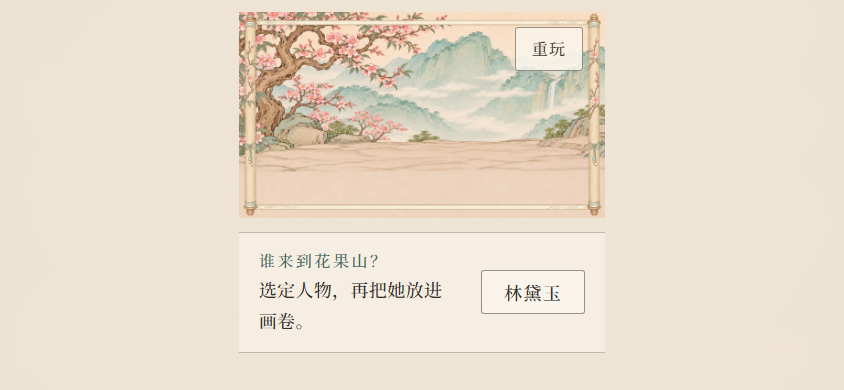 重玩
谁来到花果山？
选定人物，再把她放进
画卷。
林黛玉